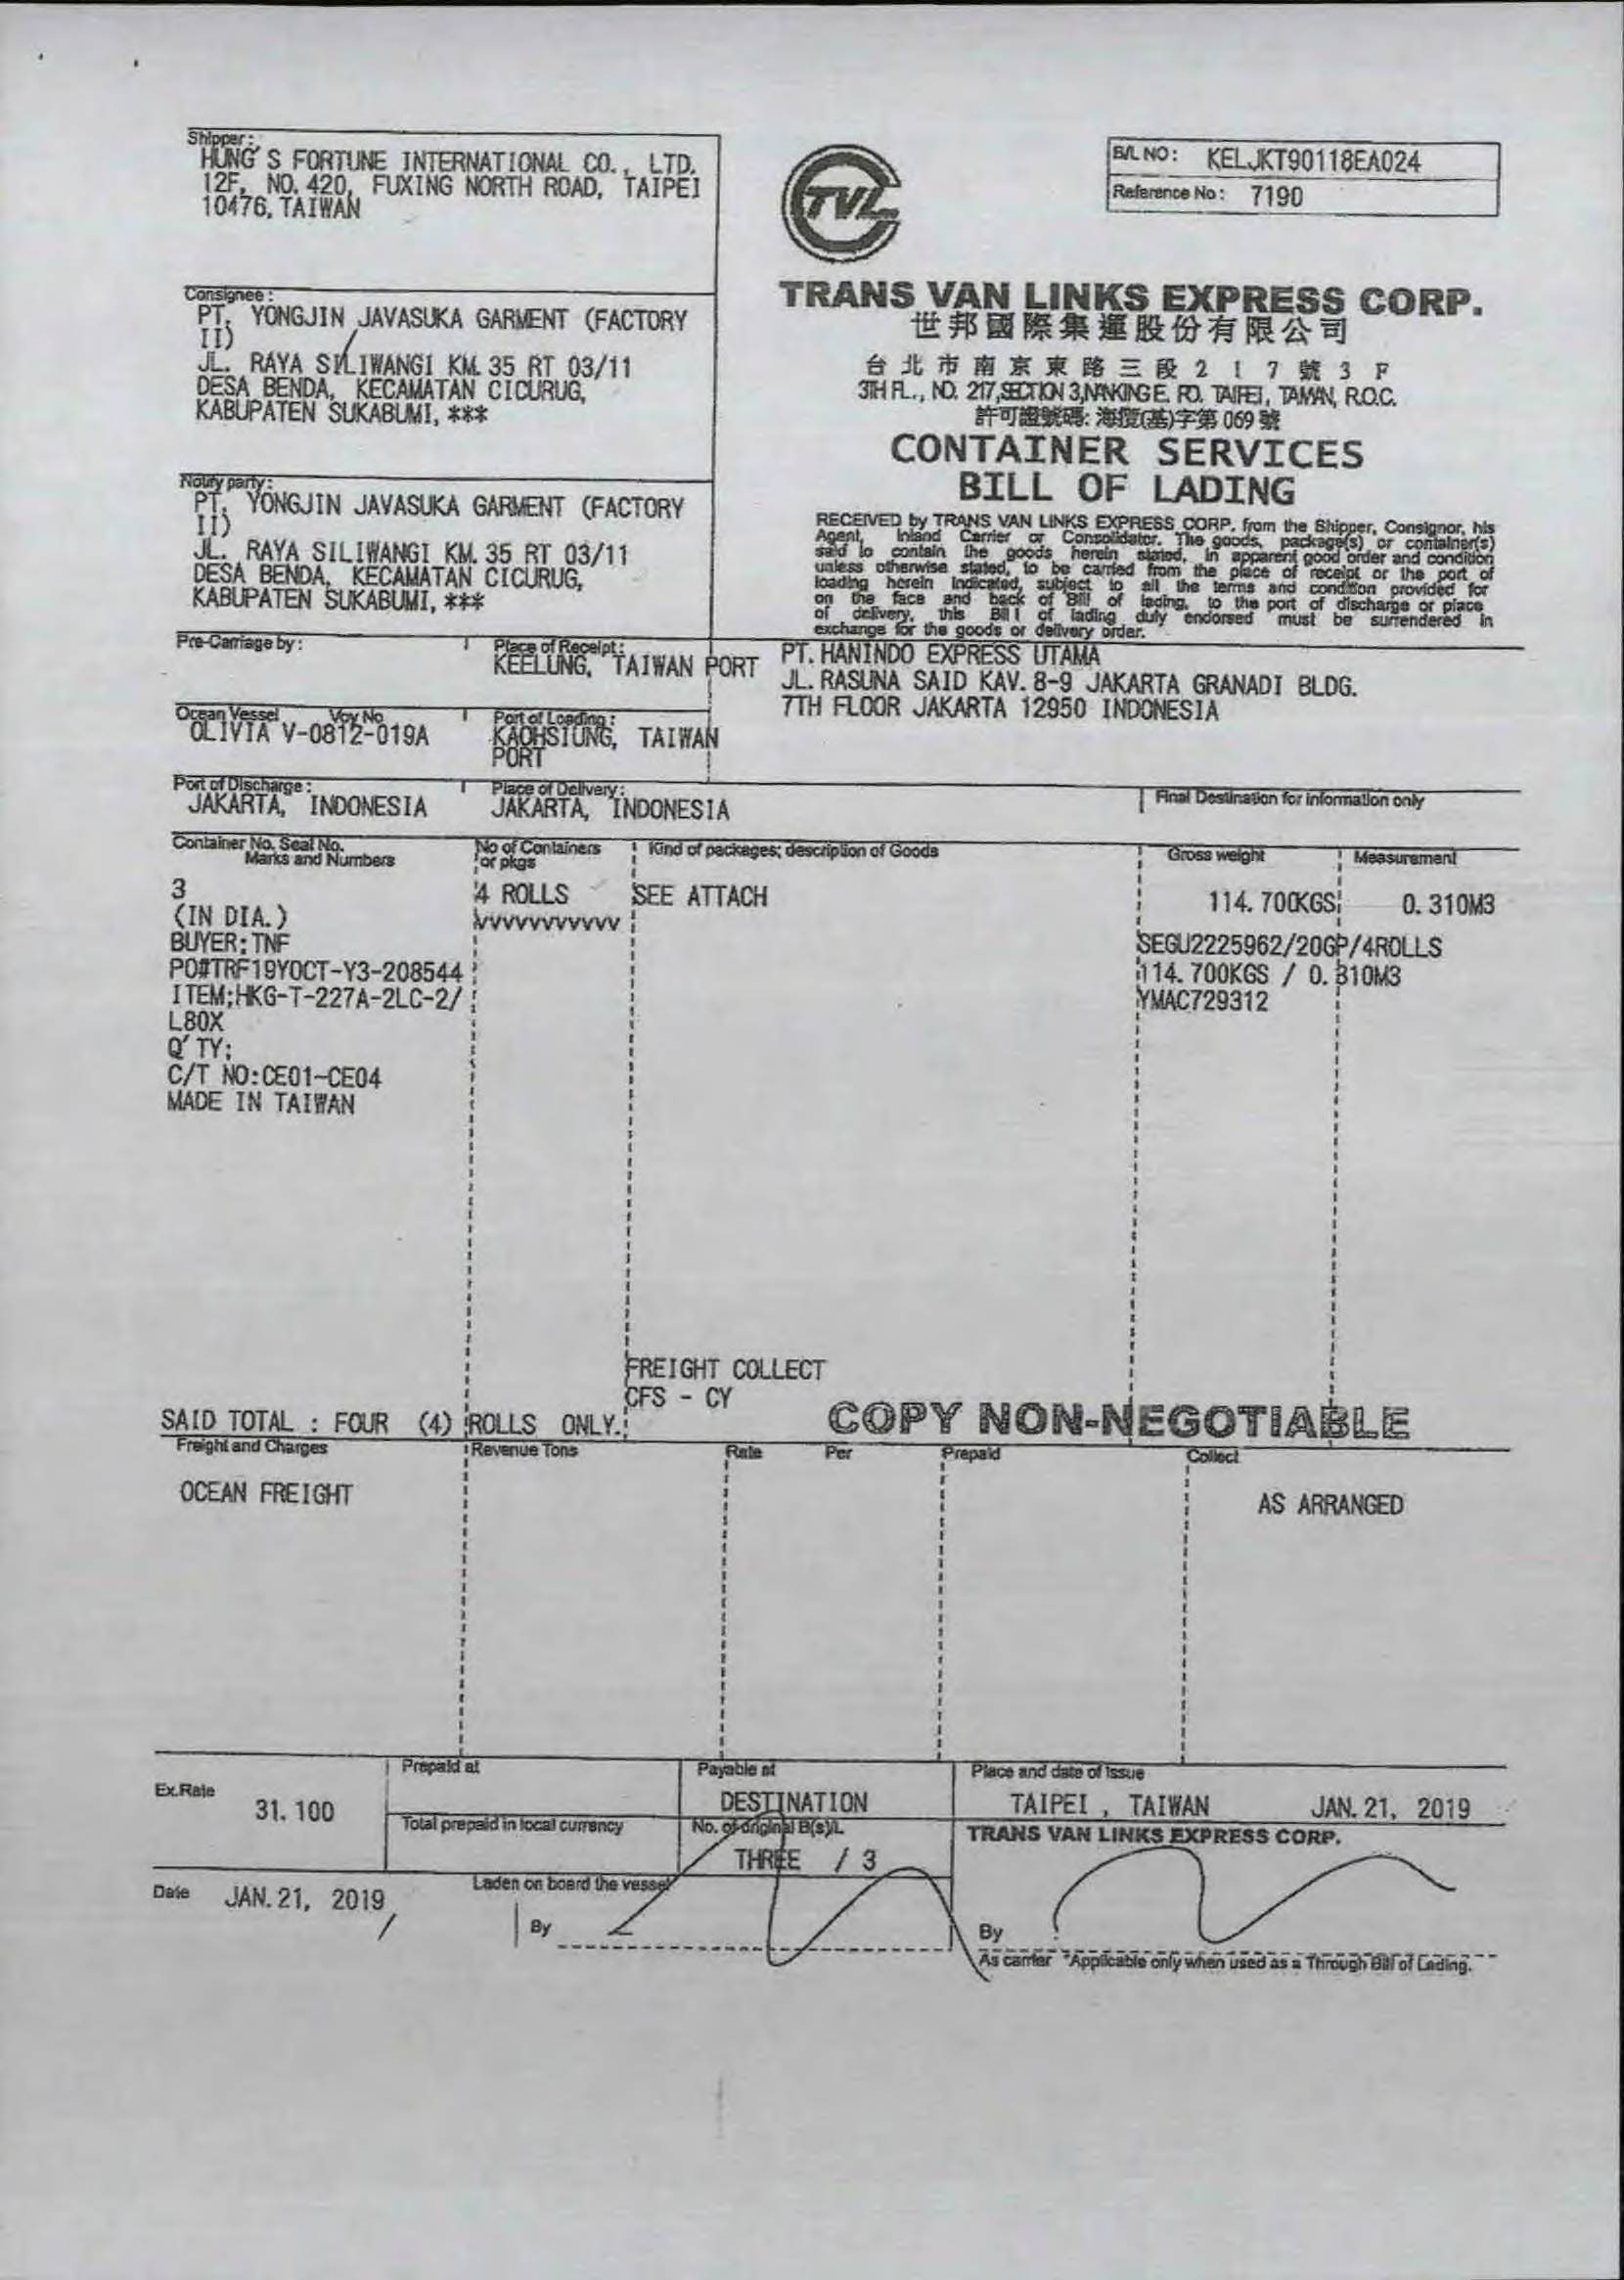 Shipper:
HUNG'S FORTUNE INTERNATIONAL CO., LTD.
12F, NO. 420, FUXING NORTH ROAD, TAIPEI
10476, TAIWAN
B/L NO: KELJKT90118EA024
Reference No: 7190
TVL
TRANS VAN LINKS EXPRESS CORP.
世邦國際集運股份有限公司
台北市南京東路三段217號3F
3TH FL., NO. 217, SECTION 3, NANKING E. RD. TAIPEI, TAIWAN, R.O.C.
許可證號碼: 海攬(基)字第069號
CONTAINER SERVICES
BILL OF LADING
RECEIVED by TRANS VAN LINKS EXPRESS CORP. from the Shipper, Consignor, his
Agent, Inland Carrier or Consolidator. The goods, package(s) or container(s)
said to contain the goods herein stated, in apparent good order and condition
unless otherwise stated, to be carried from the place of receipt or the port of
loading herein indicated, subject to all the terms and condition provided for
on the face and back of Bill of lading, to the port of discharge or place
of delivery, this Bill of lading duly endorsed must be surrendered in
exchange for the goods or delivery order.
Consignee:
PT. YONGJIN JAVASUKA GARMENT (FACTORY
II)
JL. RAYA SILIWANGI KM. 35 RT 03/11
DESA BENDA, KECAMATAN CICURUG,
KABUPATEN SUKABUMI, ***
Notify party:
PT. YONGJIN JAVASUKA GARMENT (FACTORY
II)
JL. RAYA SILIWANGI KM. 35 RT 03/11
DESA BENDA, KECAMATAN CICURUG,
KABUPATEN SUKABUMI, ***
Pre-Carriage by:
Place of Receipt:
KEELUNG, TAIWAN PORT
PT. HANINDO EXPRESS UTAMA
JL. RASUNA SAID KAV. 8-9 JAKARTA GRANADI BLDG.
7TH FLOOR JAKARTA 12950 INDONESIA
Ocean Vessel Voy No
OLIVIA V-0812-019A
Port of Loading:
KAOHSIUNG, TAIWAN
PORT
Port of Discharge:
JAKARTA, INDONESIA
Place of Delivery:
JAKARTA, INDONESIA
Final Destination for information only
Container No. Seal No.
Marks and Numbers
No of Containers
or pkgs
Kind of packages; description of Goods
Gross weight
Measurement
3
(IN DIA.)
BUYER:TNF
PO#TRF19YOCT-Y3-208544
ITEM;HKG-T-227A-2LC-2/
L80X
Q'TY:
C/T NO:CE01-CE04
MADE IN TAIWAN
4 ROLLS
vvvvvvvvvvv
SEE ATTACH
114.700KGS
0.310M3
SEGU2225962/20GP/4ROLLS
114.700KGS / 0.310M3
YMAC729312
FREIGHT COLLECT
CFS - CY
SAID TOTAL : FOUR (4) ROLLS ONLY.
COPY NON-NEGOTIABLE
Freight and Charges
Revenue Tons
Rate
Per
Prepaid
Collect
OCEAN FREIGHT
AS ARRANGED
Ex.Rate
31.100
Prepaid at
Total prepaid in local currency
Payable at
DESTINATION
No. of original B(s)/L
THREE / 3
Place and date of Issue
TAIPEI , TAIWAN JAN. 21, 2019
TRANS VAN LINKS EXPRESS CORP.
Date JAN. 21, 2019
Laden on board the vessel
By
By
As carrier *Applicable only when used as a Through Bill of Lading.